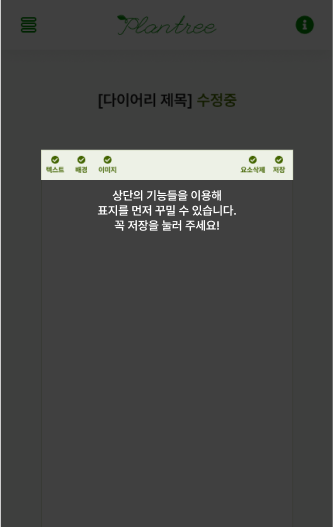 Plantree
[다이어리 제목] 수정중
텍스트 배경 이미지 요소삭제 저장
상단의 기능들을 이용해
표지를 먼저 꾸밀 수 있습니다.
꼭 저장을 눌러 주세요!